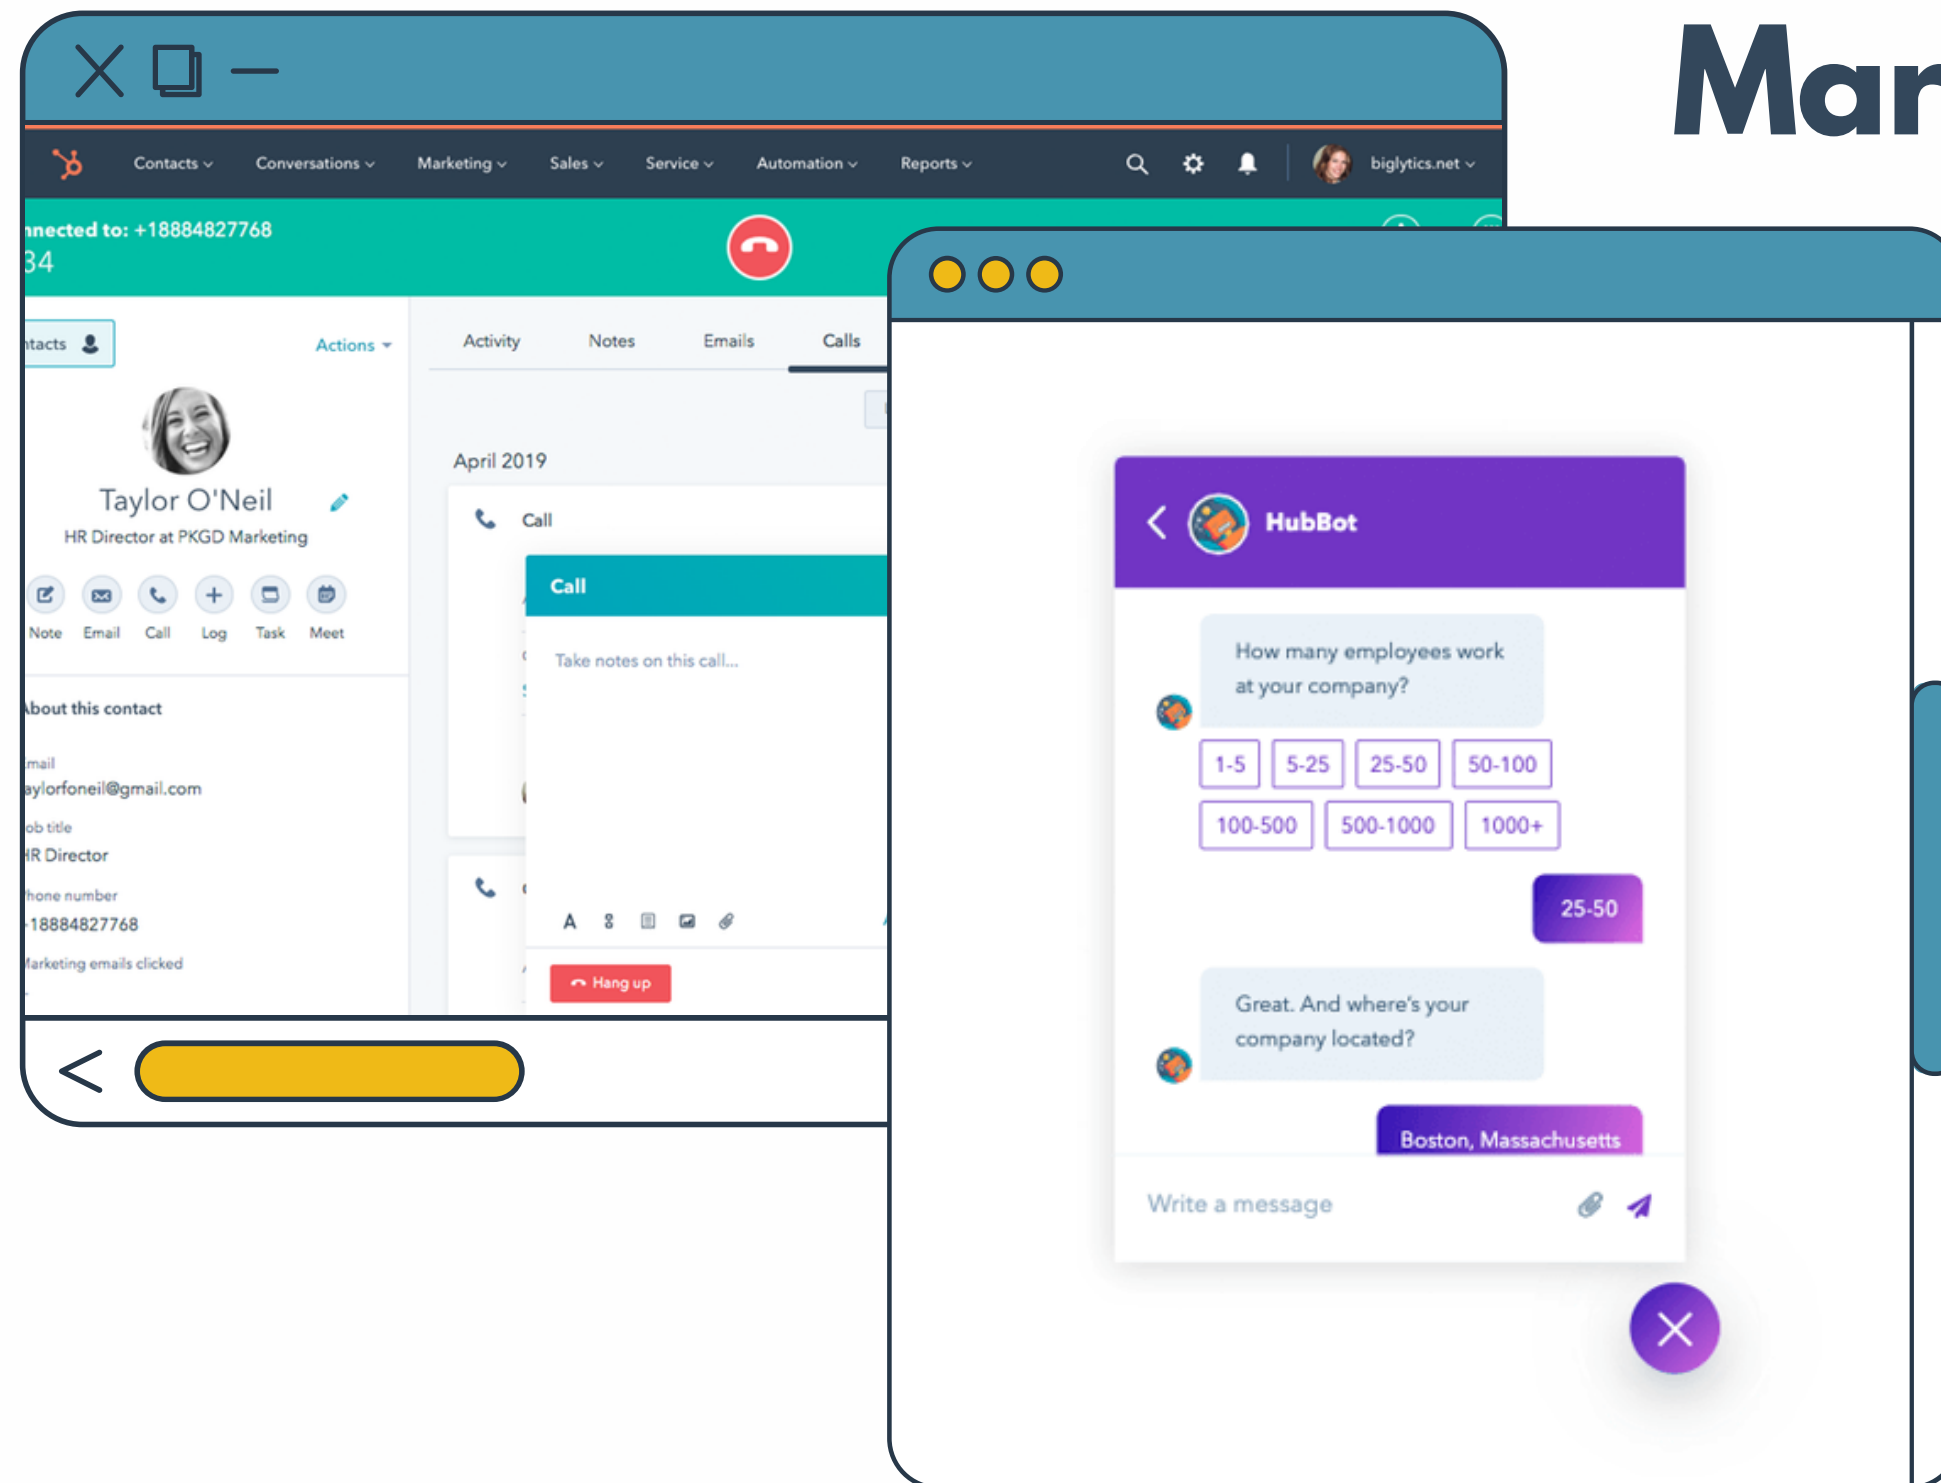 Mar
Contacts
Conversations
Marketing
Sales
Service
Automation
Reports
biglytics.net
nnected to: +18884827768
34
tacts
Actions
Taylor O'Neil
HR Director at PKGD Marketing
Note Email Call Log Task Meet
About this contact
mail
aylorfoneil@gmail.com
ob title
HR Director
hone number
18884827768
Marketing emails clicked
Activity
Notes
Emails
Calls
April 2019
Call
Call
Take notes on this call...
Hang up
HubBot
How many employees work
at your company?
1-5 5-25 25-50 50-100
100-500 500-1000 1000+
25-50
Great. And where's your
company located?
Boston, Massachusetts
Write a message